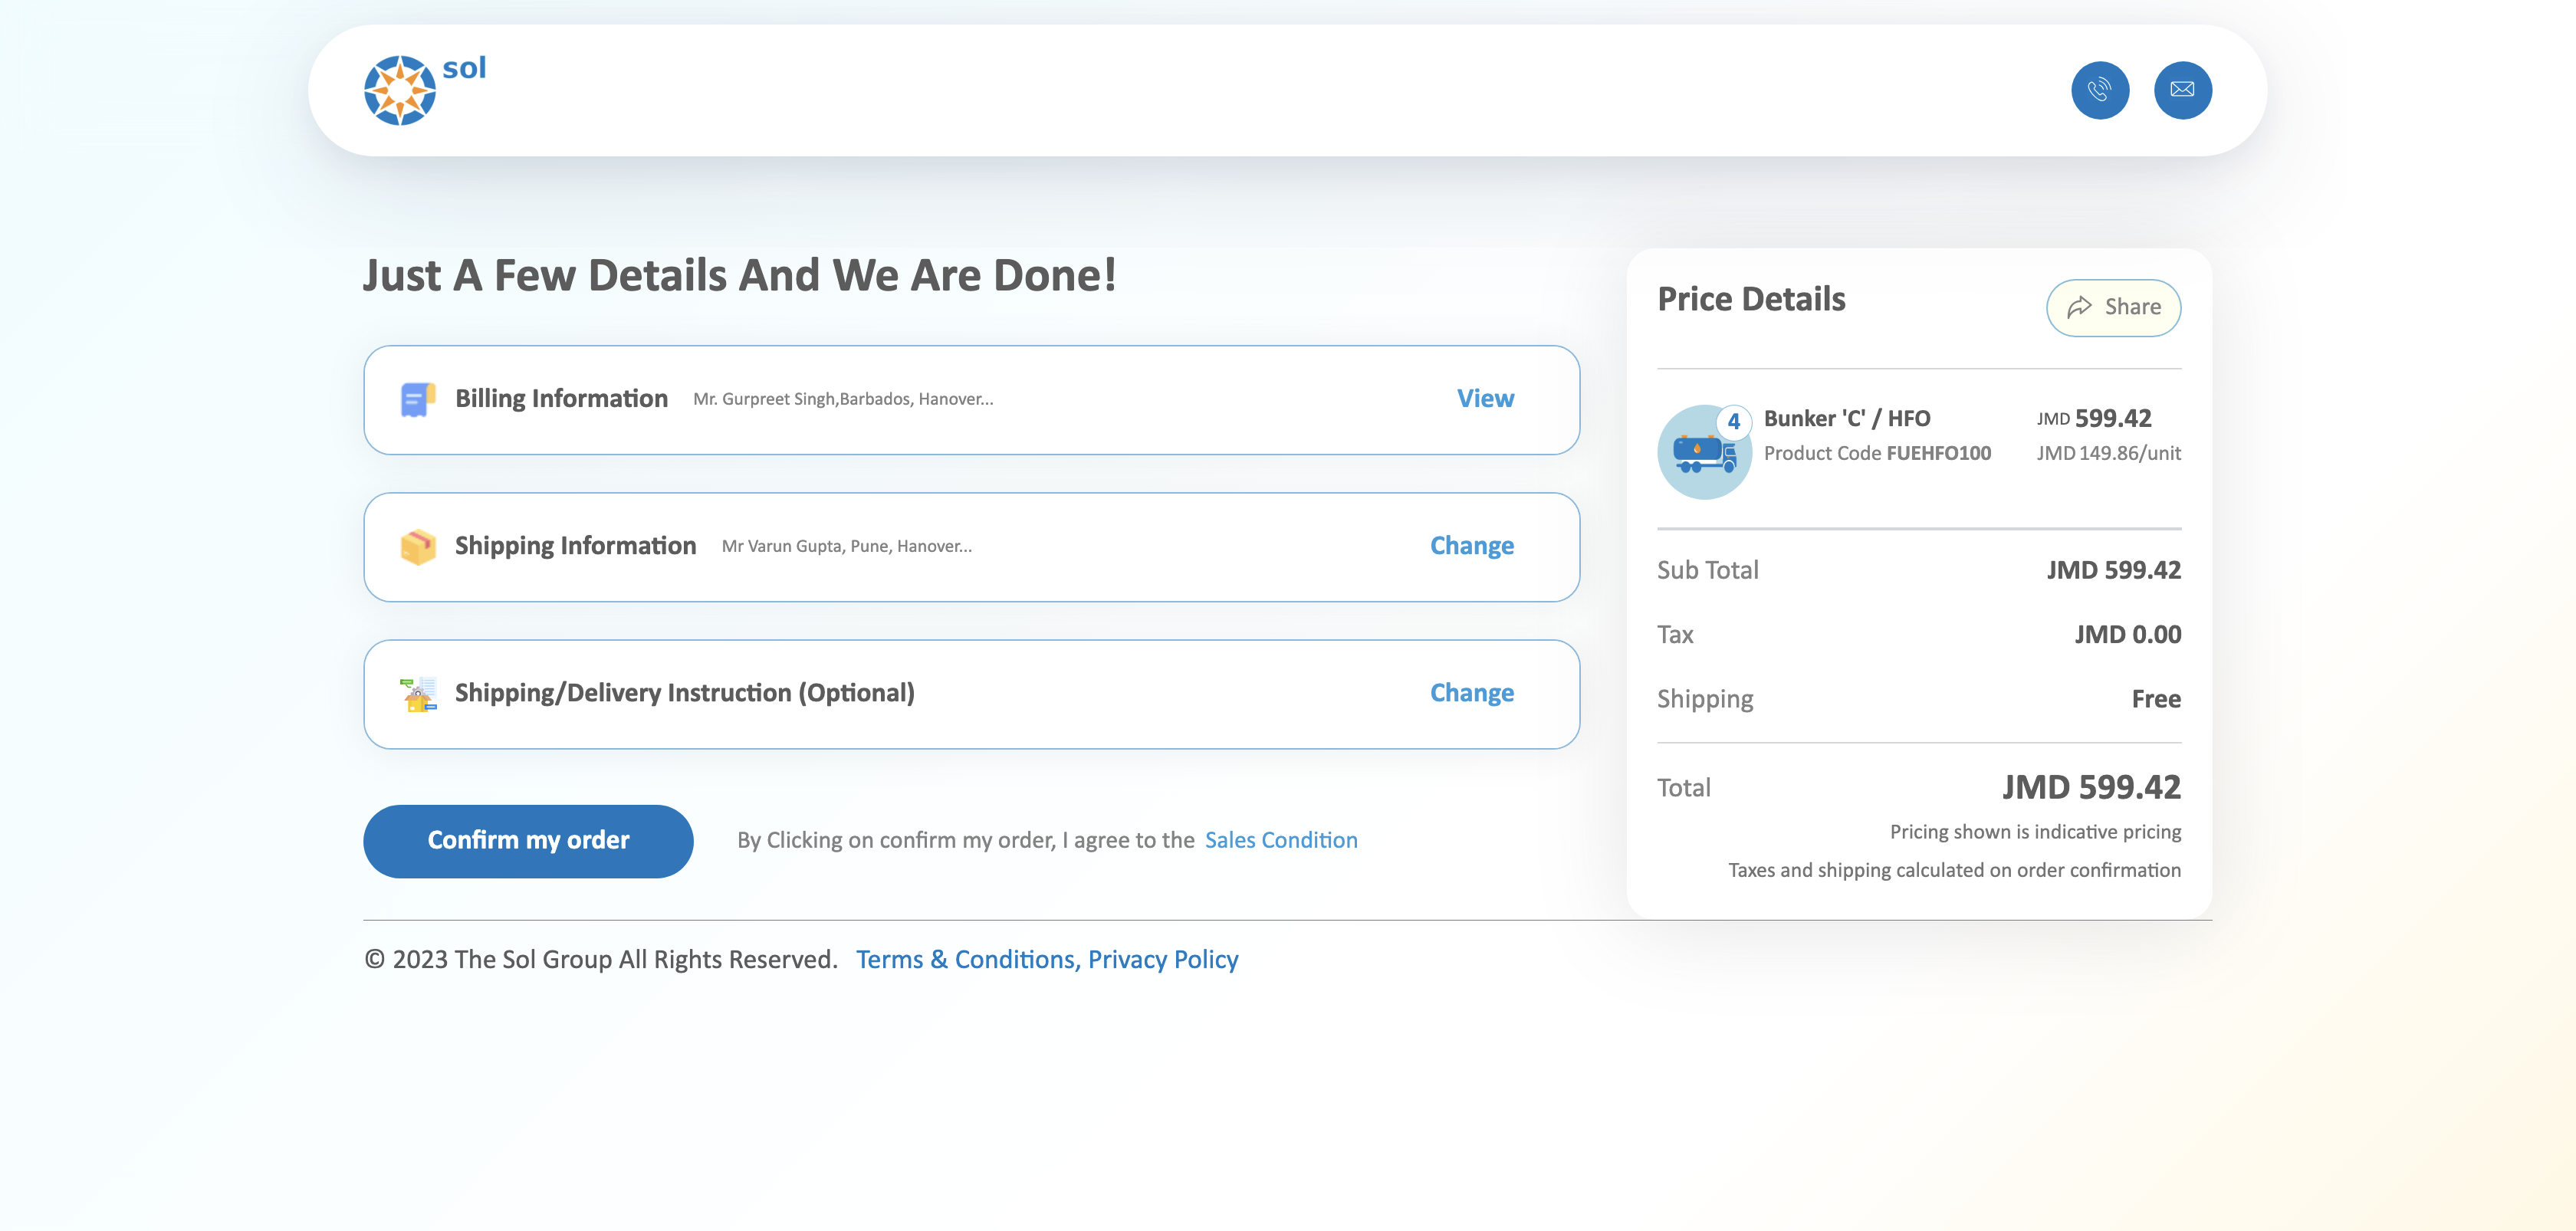 sol
Just A Few Details And We Are Done!
Billing Information Mr. Gurpreet Singh,Barbados, Hanover... View
Shipping Information Mr Varun Gupta, Pune, Hanover... Change
Shipping/Delivery Instruction (Optional) Change
Confirm my order By Clicking on confirm my order, I agree to the Sales Condition
Price Details Share
4 Bunker 'C' / HFO JMD 599.42
Product Code FUEHFO100 JMD 149.86/unit
Sub Total JMD 599.42
Tax JMD 0.00
Shipping Free
Total JMD 599.42
Pricing shown is indicative pricing
Taxes and shipping calculated on order confirmation
© 2023 The Sol Group All Rights Reserved. Terms & Conditions, Privacy Policy